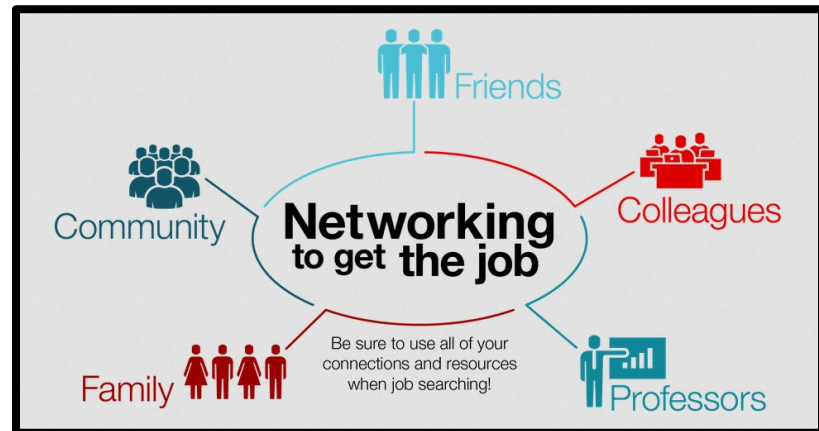 Friends
Colleagues
Community
Networking
to get the job
Be sure to use all of your
connections and resources
when job searching!
Family
Professors